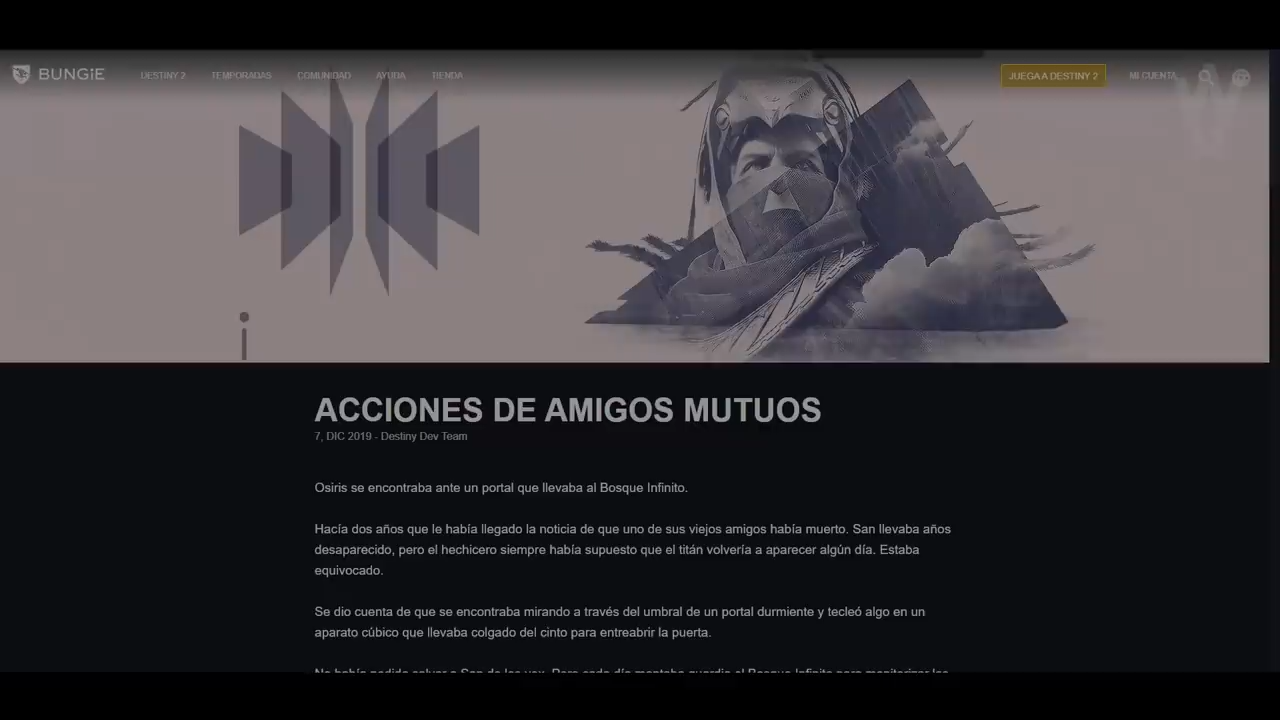 BUNGiE
DESTINY 2 TEMPORADAS COMUNIDAD AYUDA TIENDA
JUEGA A DESTINY 2 MI CUENTA
ACCIONES DE AMIGOS MUTUOS
7, DIC 2019 - Destiny Dev Team
Osiris se encontraba ante un portal que llevaba al Bosque Infinito.
Hacía dos años que le había llegado la noticia de que uno de sus viejos amigos había muerto. San llevaba años
desaparecido, pero el hechicero siempre había supuesto que el titán volvería a aparecer algún día. Estaba
equivocado.
Se dio cuenta de que se encontraba mirando a través del umbral de un portal durmiente y tecleó algo en un
aparato cúbico que llevaba colgado del cinto para entreabrir la puerta.